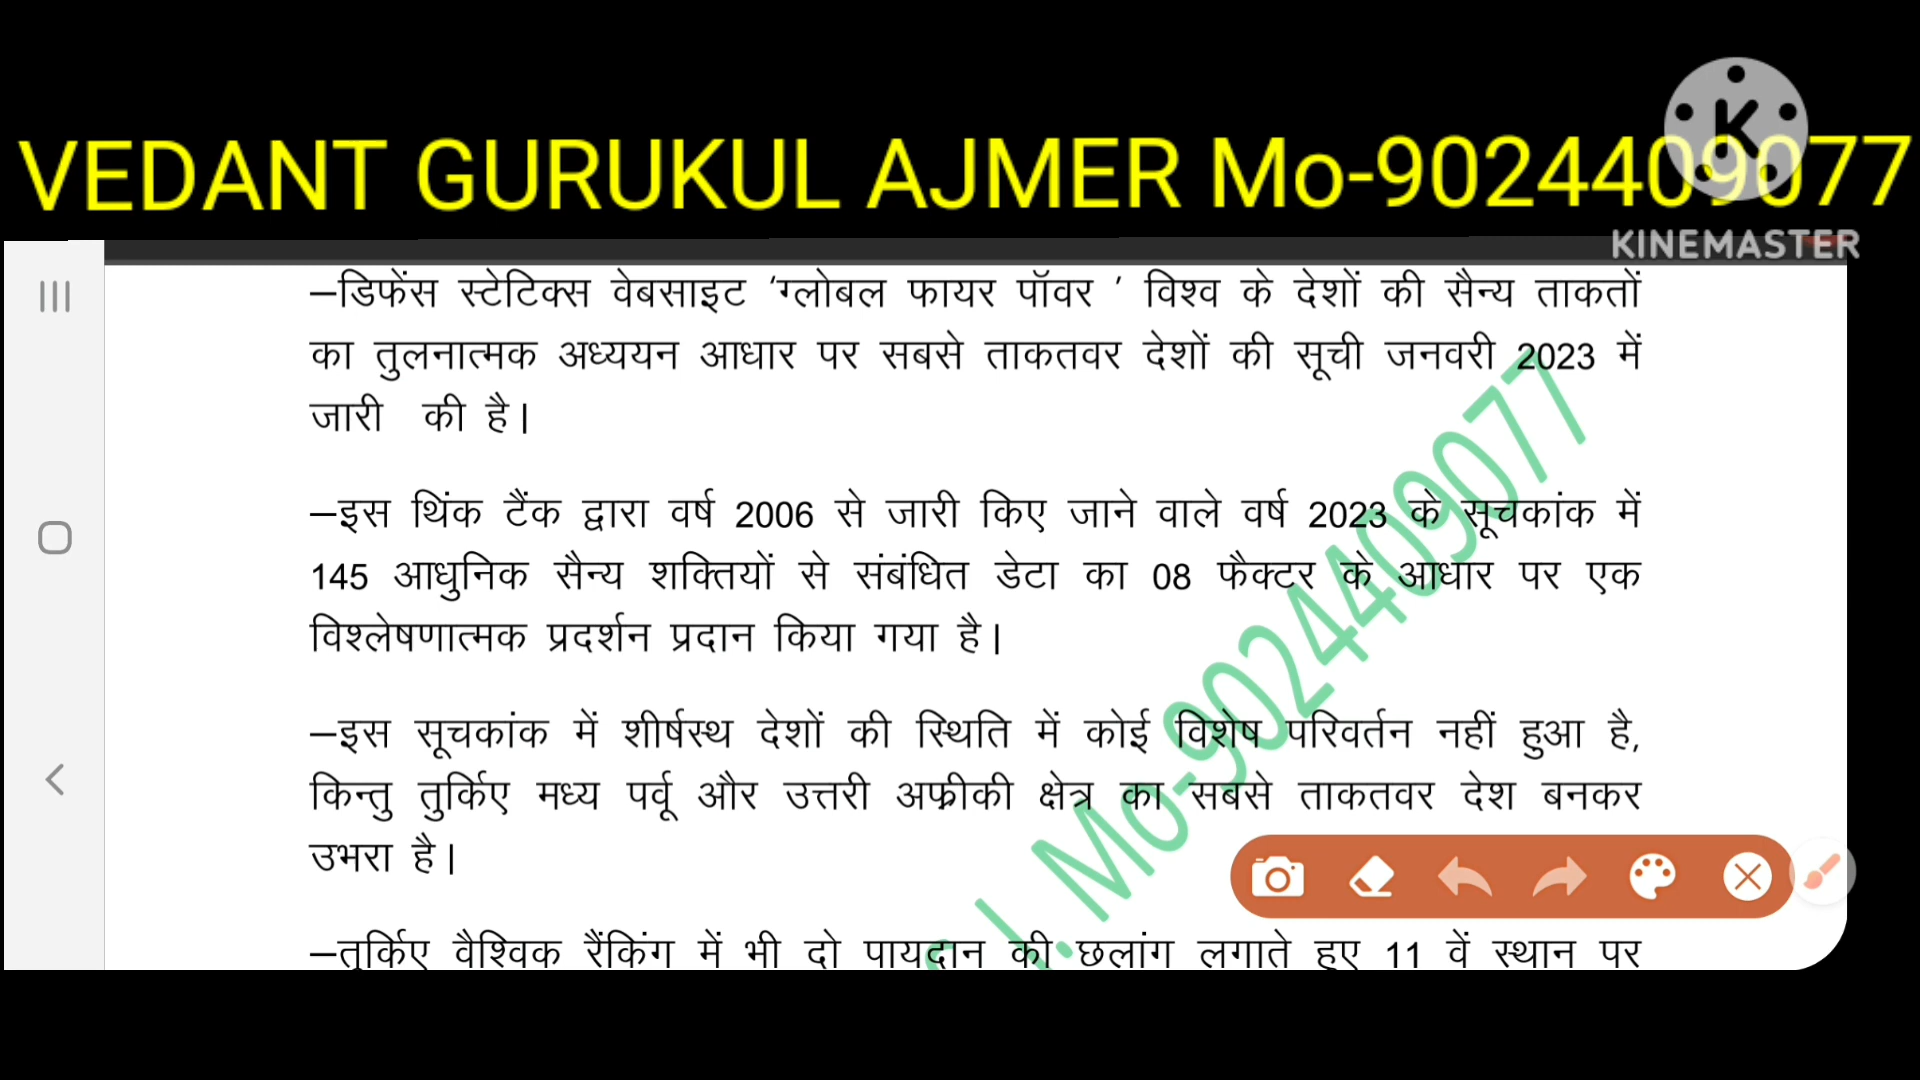 VEDANT GURUKUL AJMER Mo-9024409077
KINEMASTER
–डिफेंस स्टेटिक्स वेबसाइट 'ग्लोबल फायर पॉवर ' विश्व के देशों की सैन्य ताकतों
का तुलनात्मक अध्ययन आधार पर सबसे ताकतवर देशों की सूची जनवरी 2023 में
जारी की है।
–इस थिंक टैंक द्वारा वर्ष 2006 से जारी किए जाने वाले वर्ष 2023 के सूचकांक में
145 आधुनिक सैन्य शक्तियों से संबंधित डेटा का 08 फैक्टर के आधार पर एक
विश्लेषणात्मक प्रदर्शन प्रदान किया गया है।
–इस सूचकांक में शीर्षस्थ देशों की स्थिति में कोई विशेष परिवर्तन नहीं हुआ है,
किन्तु तुर्किए मध्य पर्वू और उत्तरी अफ्रीकी क्षेत्र का सबसे ताकतवर देश बनकर
उभरा है।
–तुर्किए वैश्विक रैंकिंग में भी दो पायदान की छलांग लगाते हुए 11 वें स्थान पर
Mo-9024409077